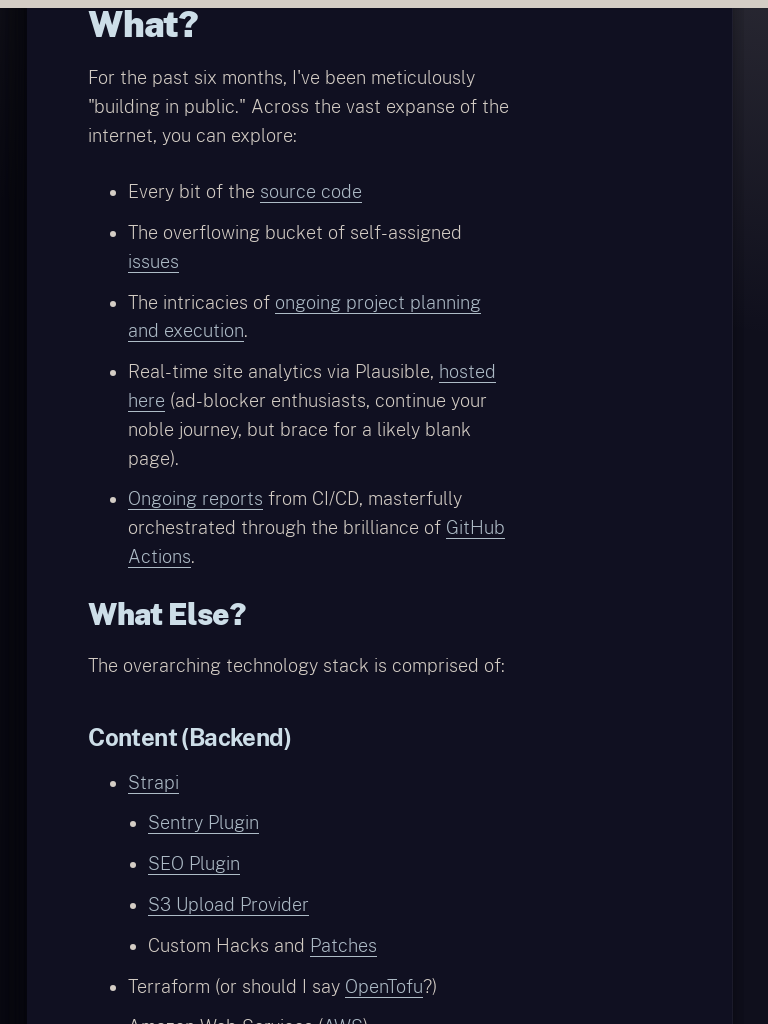 What?
For the past six months, I've been meticulously
"building in public." Across the vast expanse of the
internet, you can explore:
Every bit of the source code
The overflowing bucket of self-assigned
issues
The intricacies of ongoing project planning
and execution.
Real-time site analytics via Plausible, hosted
here (ad-blocker enthusiasts, continue your
noble journey, but brace for a likely blank
page).
Ongoing reports from CI/CD, masterfully
orchestrated through the brilliance of GitHub
Actions.
What Else?
The overarching technology stack is comprised of:
Content (Backend)
Strapi
Sentry Plugin
SEO Plugin
S3 Upload Provider
Custom Hacks and Patches
Terraform (or should I say OpenTofu?)
Amazon Web Services (AWS)